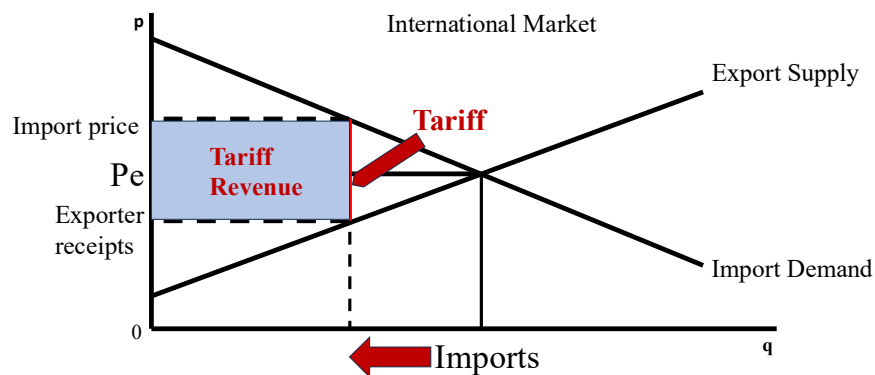 p
International Market
Export Supply
Import price
Tariff
Tariff
Revenue
Pe
Exporter
receipts
Import Demand
0
q
Imports